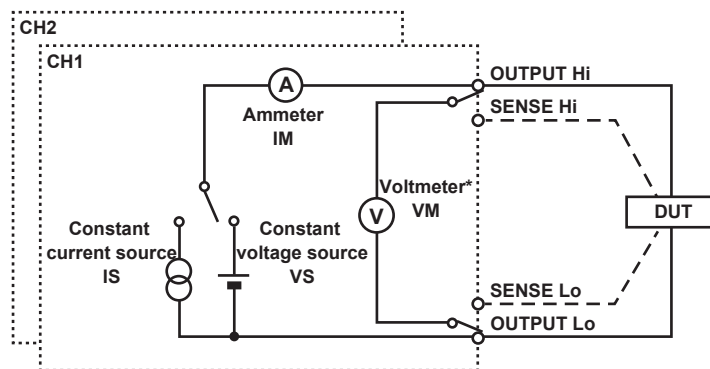 CH2
CH1
OUTPUT Hi
A
Ammeter
IM
SENSE Hi
Voltmeter*
VM
V
DUT
Constant
current source
IS
Constant
voltage source
VS
SENSE Lo
OUTPUT Lo